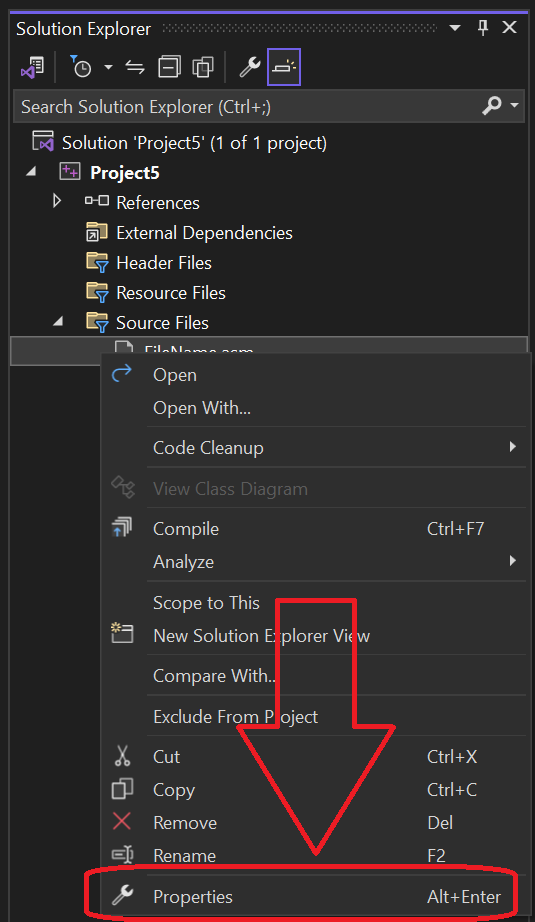 Solution Explorer
Search Solution Explorer (Ctrl+;)
Solution 'Project5' (1 of 1 project)
Project5
References
External Dependencies
Header Files
Resource Files
Source Files
FileName.asm
Open
Open With...
Code Cleanup
View Class Diagram
Compile Ctrl+F7
Analyze
Scope to This
New Solution Explorer View
Compare With...
Exclude From Project
Cut Ctrl+X
Copy Ctrl+C
Remove Del
Rename F2
Properties Alt+Enter